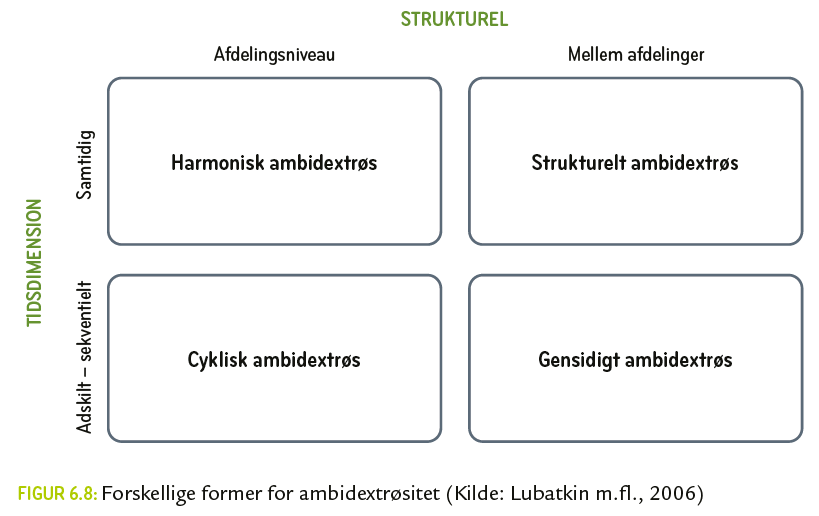 STRUKTUREL
Afdelingsniveau
Mellem afdelinger
TIDSDIMENSION
Samtidig
Harmonisk ambidextrøs
Strukturelt ambidextrøs
Adskilt – sekventielt
Cyklisk ambidextrøs
Gensidigt ambidextrøs
FIGUR 6.8: Forskellige former for ambidextrøsitet (Kilde: Lubatkin m.fl., 2006)